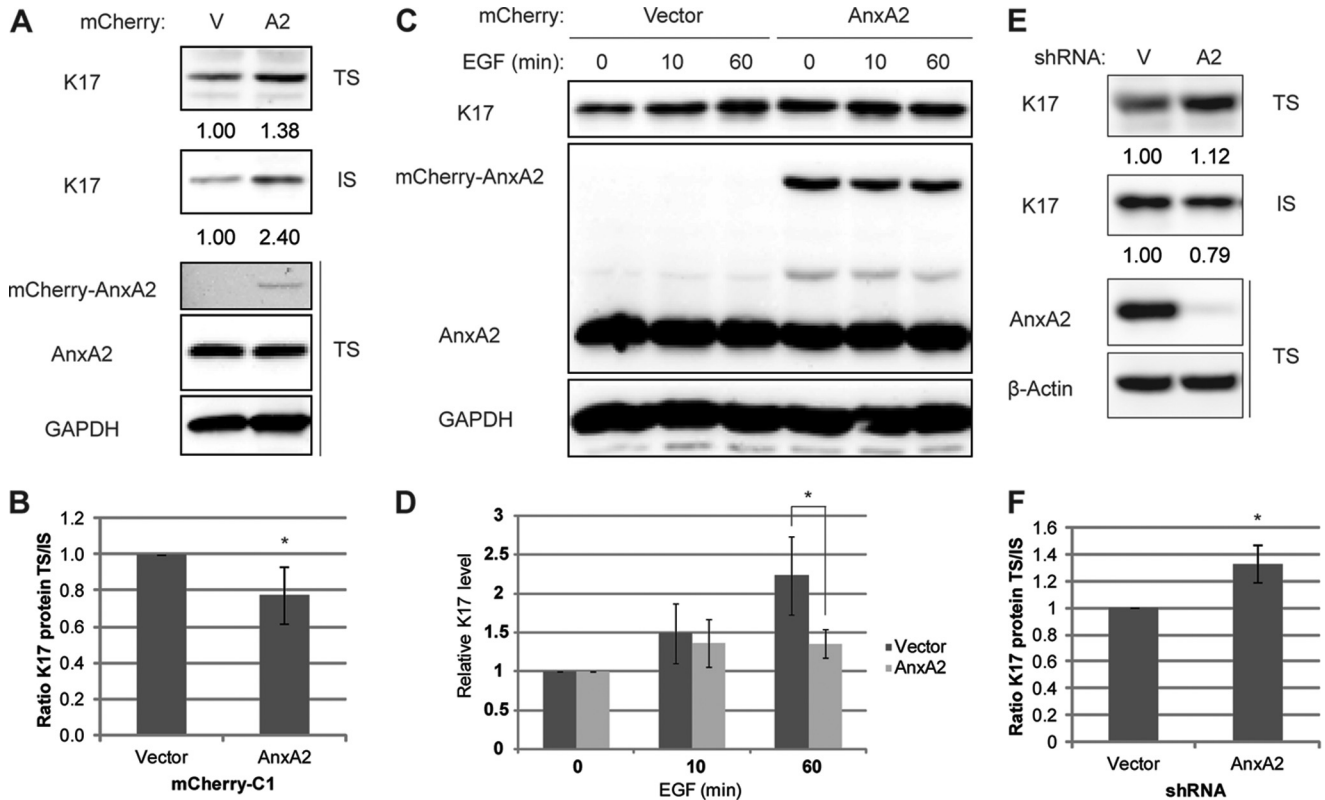 A
mCherry: V A2
K17 TS
1.00 1.38
K17 IS
1.00 2.40
mCherry-AnxA2
AnxA2 TS
GAPDH
B
Ratio K17 protein TS/IS
1.2
1.0
0.8
0.6
0.4
0.2
0.0
*
Vector AnxA2
mCherry-C1
C
mCherry: Vector AnxA2
EGF (min): 0 10 60 0 10 60
K17
mCherry-AnxA2
AnxA2
GAPDH
D
Relative K17 level
3
2.5
2
1.5
1
0.5
0
*
Vector
AnxA2
0 10 60
EGF (min)
E
shRNA: V A2
K17 TS
1.00 1.12
K17 IS
1.00 0.79
AnxA2
TS
β-Actin
F
Ratio K17 protein TS/IS
1.6
1.4
1.2
1
0.8
0.6
0.4
0.2
0
*
Vector AnxA2
shRNA